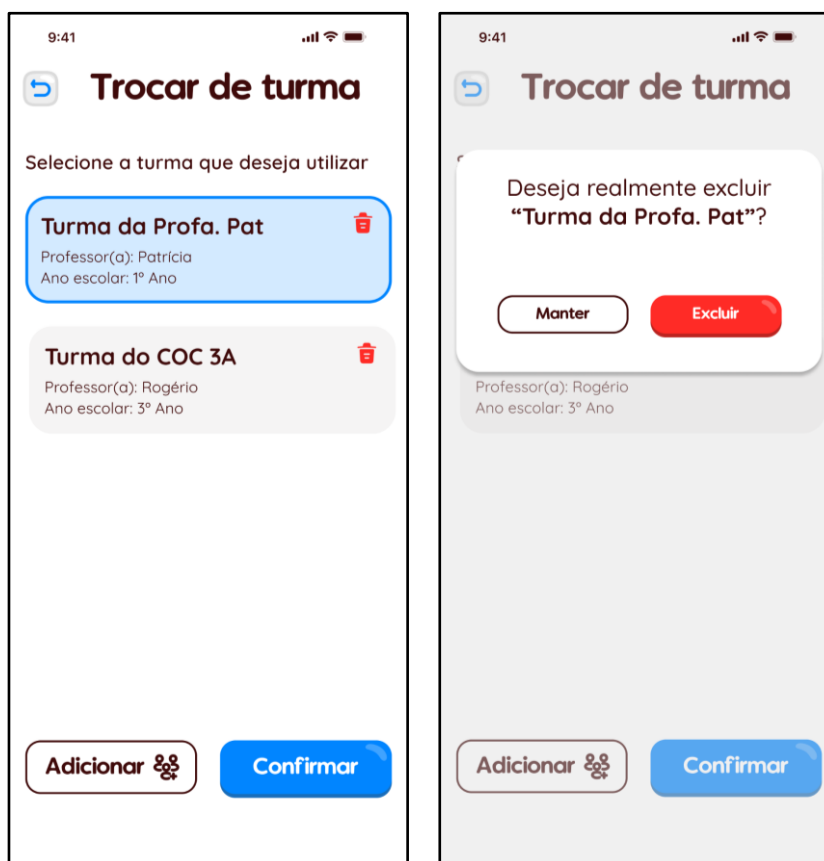 9:41
Trocar de turma
Selecione a turma que deseja utilizar
Turma da Profa. Pat
Professor(a): Patrícia
Ano escolar: 1º Ano
Turma do COC 3A
Professor(a): Rogério
Ano escolar: 3º Ano
Adicionar
Confirmar
9:41
Trocar de turma
Deseja realmente excluir
“Turma da Profa. Pat”?
Manter
Excluir
Professor(a): Rogério
Ano escolar: 3º Ano
Adicionar
Confirmar